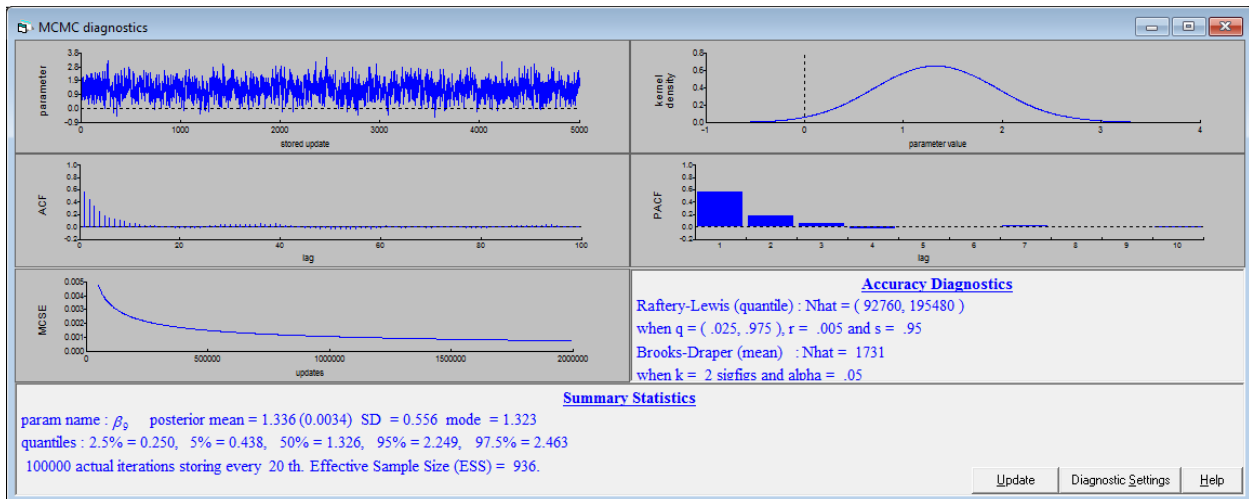 MCMC diagnostics
parameter
3.8
2.9
1.9
1.0
0.0
-0.9
0 1000 2000 3000 4000 5000
stored update
kernel
density
0.8
0.6
0.4
0.2
0.0
-1 0 1 2 3 4
parameter value
ACF
1.0
0.8
0.6
0.4
0.2
0.0
-0.2
0 20 40 60 80 100
lag
PACF
1.0
0.8
0.6
0.4
0.2
0.0
-0.2
1 2 3 4 5 6 7 8 9 10
lag
MCSE
0.005
0.004
0.003
0.002
0.001
0.000
0 500000 1000000 1500000 2000000
updates
Accuracy Diagnostics
Raftery-Lewis (quantile) : Nhat = ( 92760, 195480 )
when q = ( .025, .975 ), r = .005 and s = .95
Brooks-Draper (mean) : Nhat = 1731
when k = 2 sigfigs and alpha = .05
Summary Statistics
param name : β₉ posterior mean = 1.336 (0.0034) SD = 0.556 mode = 1.323
quantiles : 2.5% = 0.250, 5% = 0.438, 50% = 1.326, 95% = 2.249, 97.5% = 2.463
100000 actual iterations storing every 20 th. Effective Sample Size (ESS) = 936.
Update Diagnostic Settings Help